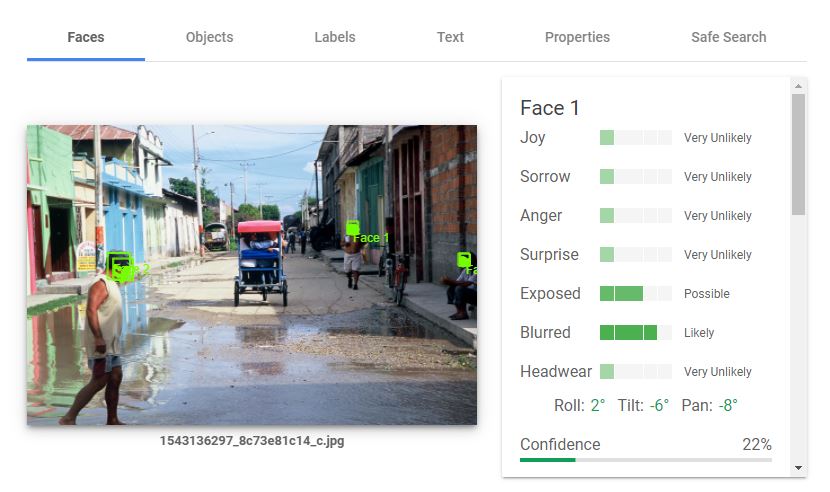 Faces Objects Labels Text Properties Safe Search
Face 1
Joy Very Unlikely
Sorrow Very Unlikely
Anger Very Unlikely
Surprise Very Unlikely
Exposed Possible
Blurred Likely
Headwear Very Unlikely
Roll: 2° Tilt: -6° Pan: -8°
Confidence 22%
Face 1
2
Fa
1543136297_8c73e81c14_c.jpg